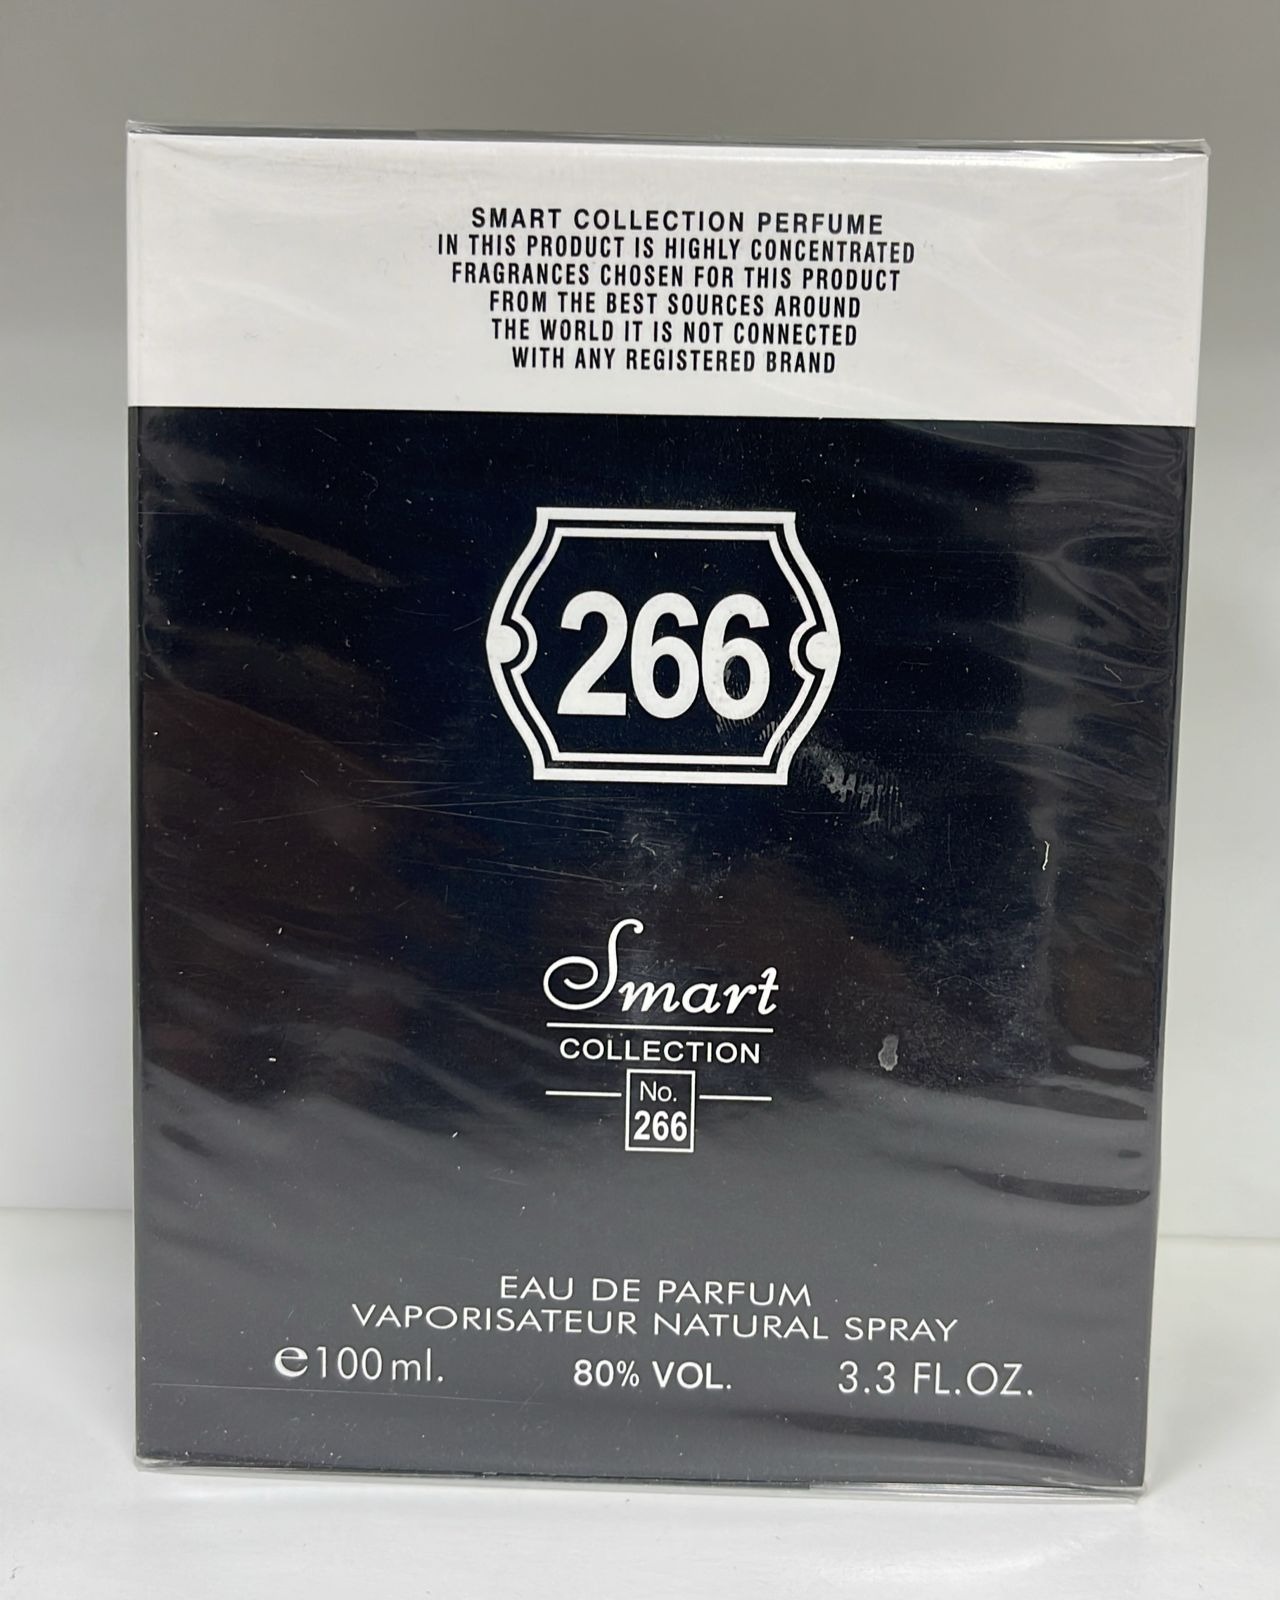 SMART COLLECTION PERFUME
IN THIS PRODUCT IS HIGHLY CONCENTRATED
FRAGRANCES CHOSEN FOR THIS PRODUCT
FROM THE BEST SOURCES AROUND
THE WORLD IT IS NOT CONNECTED
WITH ANY REGISTERED BRAND
266
Smart
COLLECTION
No.
266
EAU DE PARFUM
VAPORISATEUR NATURAL SPRAY
e100 ml. 80% VOL. 3.3 FL.OZ.